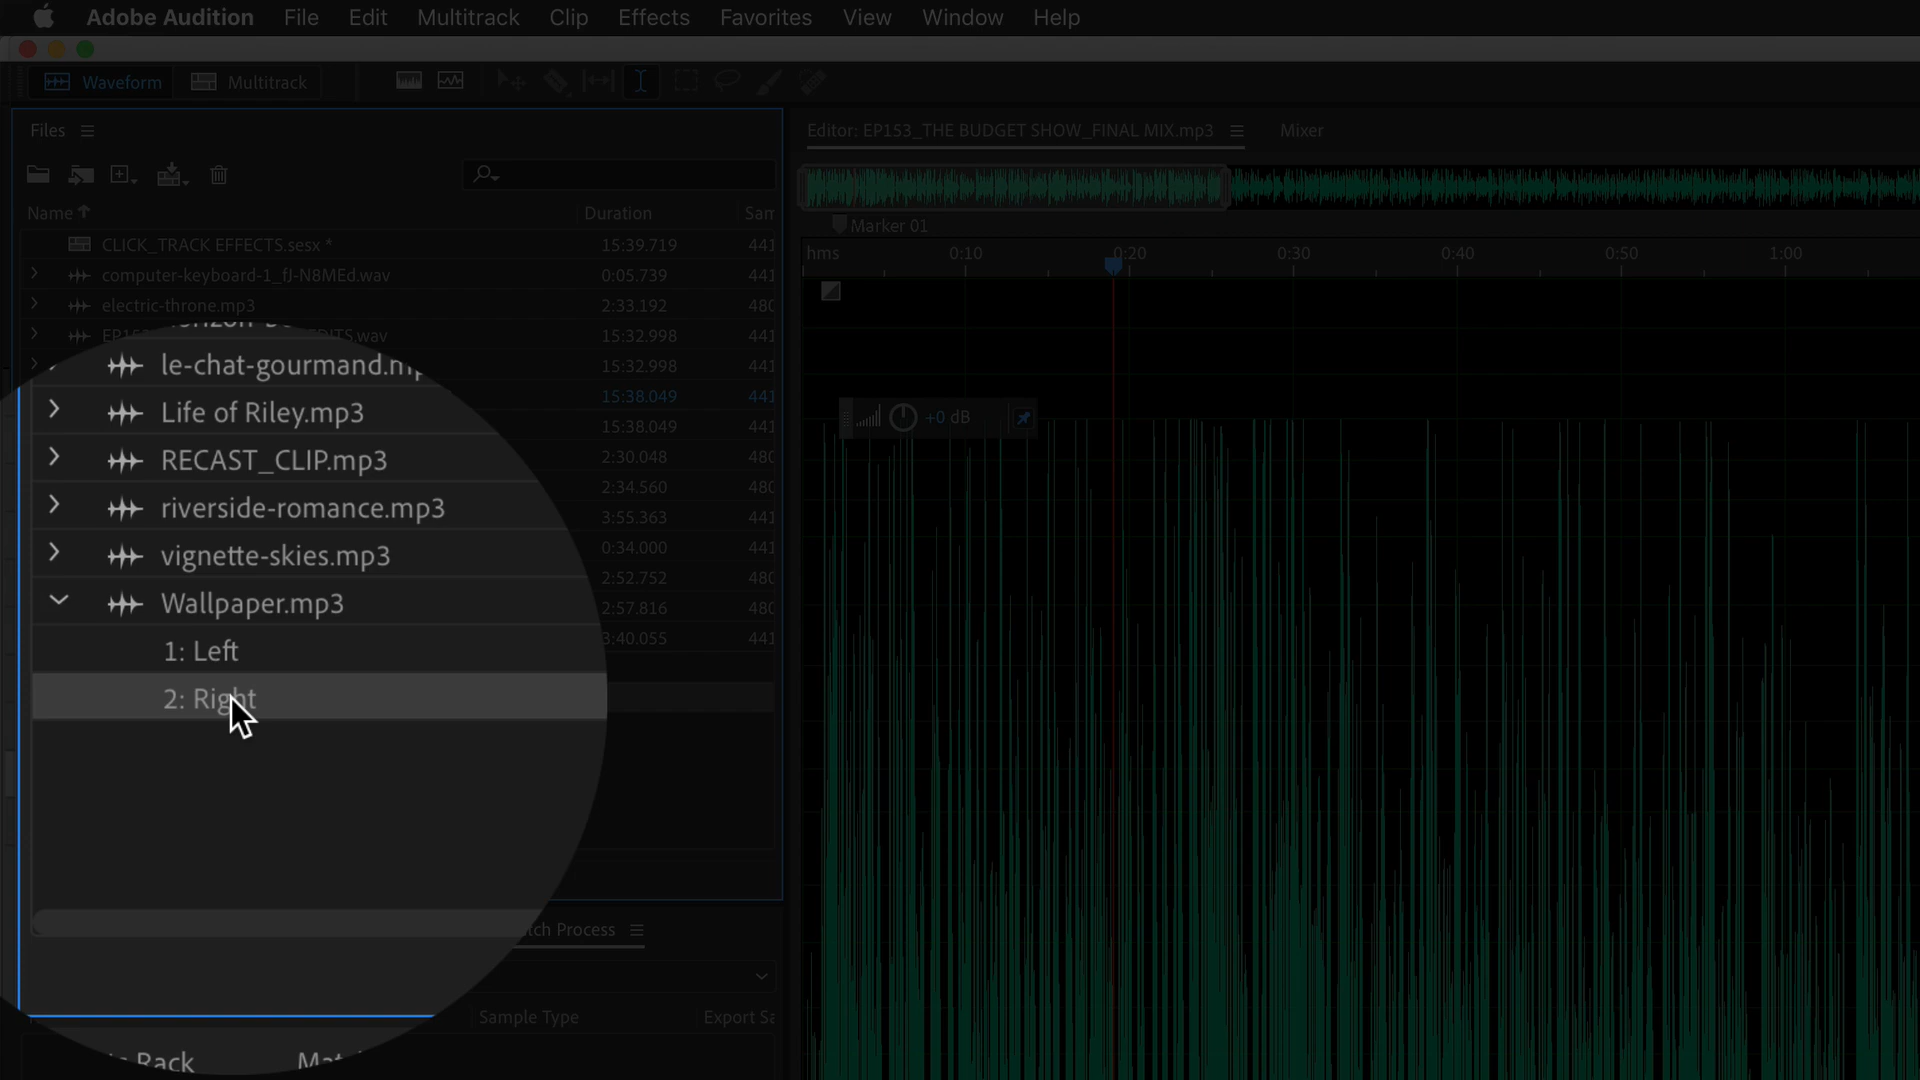 Adobe Audition File Edit Multitrack Clip Effects Favorites View Window Help
Waveform Multitrack
Files
Editor: EP153_THE BUDGET SHOW_FINAL MIX.mp3 Mixer
Name Duration Sam
Marker 01
hms 0:10 0:20 0:30 0:40 0:50 1:00
CLICK_TRACK EFFECTS.sesx * 15:39.719 441
computer-keyboard-1_fJ-N8MEd.wav 0:05.739 441
electric-throne.mp3 2:33.192 480
15:32.998 441
le-chat-gourmand.mp 15:32.998 441
15:38.049 441
Life of Riley.mp3
+0 dB
15:38.049 441
RECAST_CLIP.mp3 2:30.048 480
2:34.560 480
riverside-romance.mp3 3:55.363 441
vignette-skies.mp3 0:34.000 441
2:52.752 480
Wallpaper.mp3 2:57.816 480
1: Left 3:40.055 441
2: Right
tch Process
Sample Type Export Sa
Rack